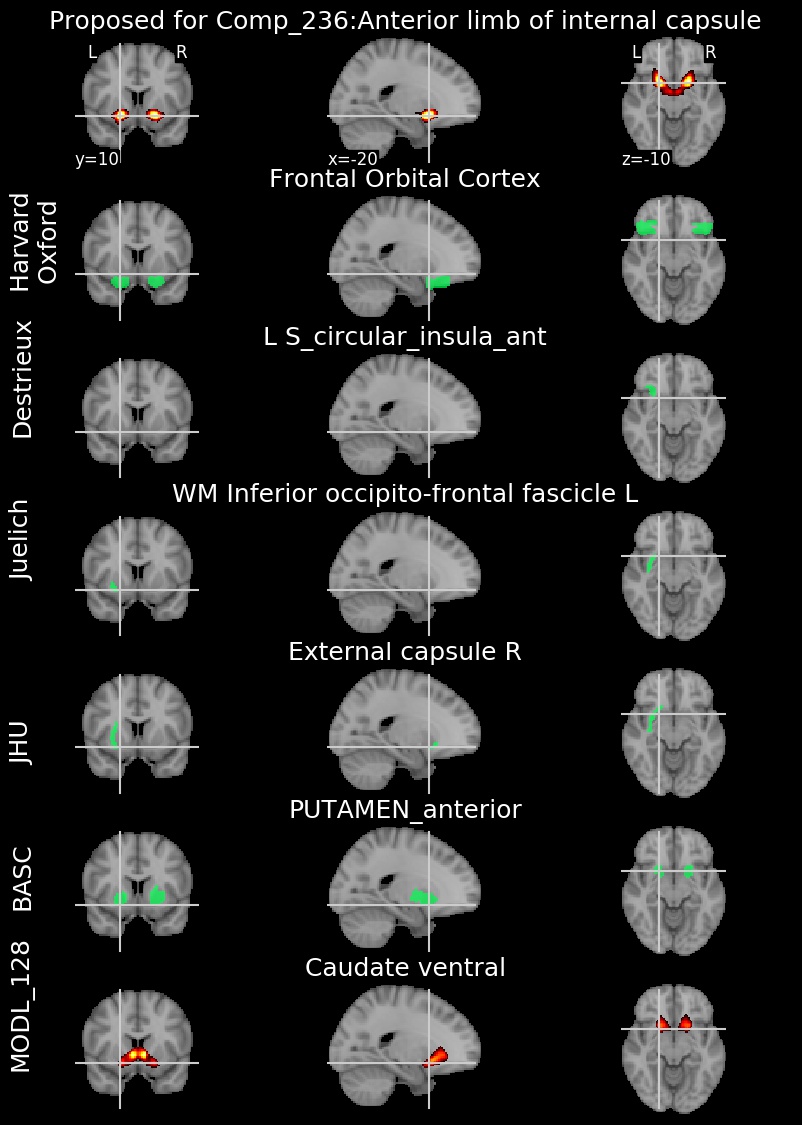 Proposed for Comp_236:Anterior limb of internal capsule
L R L R
y=10 x=-20 z=-10
Frontal Orbital Cortex
Harvard
Oxford
L S_circular_insula_ant
Destrieux
WM Inferior occipito-frontal fascicle L
Juelich
External capsule R
JHU
PUTAMEN_anterior
BASC
Caudate ventral
MODL_128